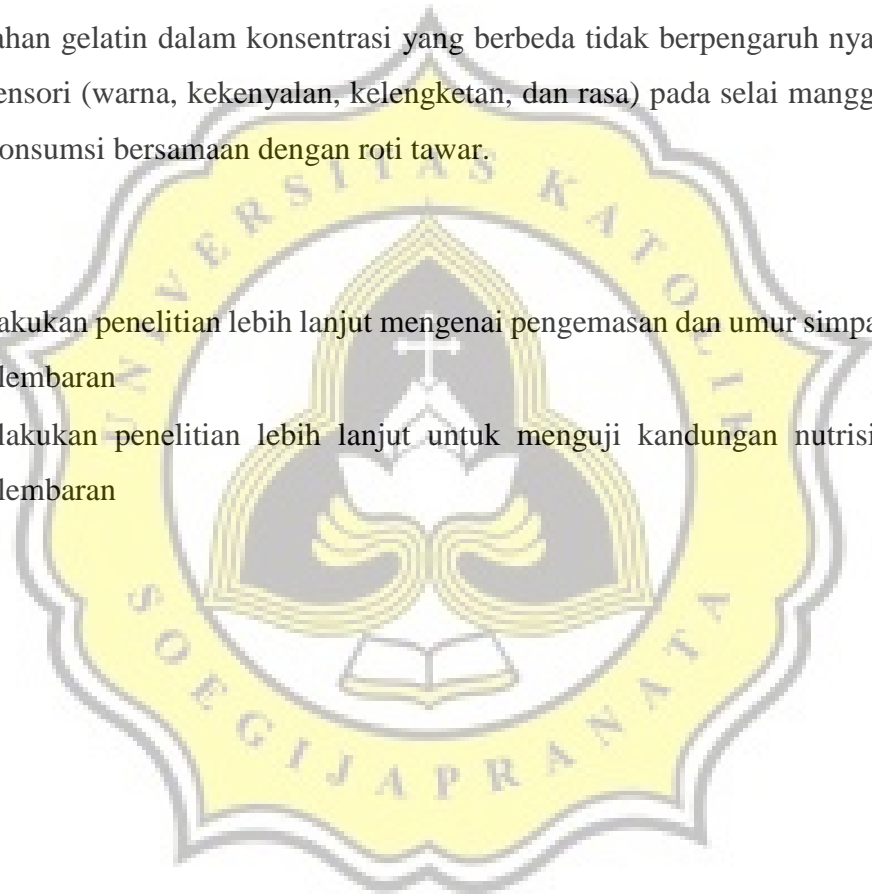 ahan gelatin dalam konsentrasi yang berbeda tidak berpengaruh nya
ensori (warna, kekenyalan, kelengketan, dan rasa) pada selai mangg
onsumsi bersamaan dengan roti tawar.
akukan penelitian lebih lanjut mengenai pengemasan dan umur simpa
lembaran
lakukan penelitian lebih lanjut untuk menguji kandungan nutrisi
lembaran
UNIVERSITAS KATOLIK
SOEGIJAPRANATA